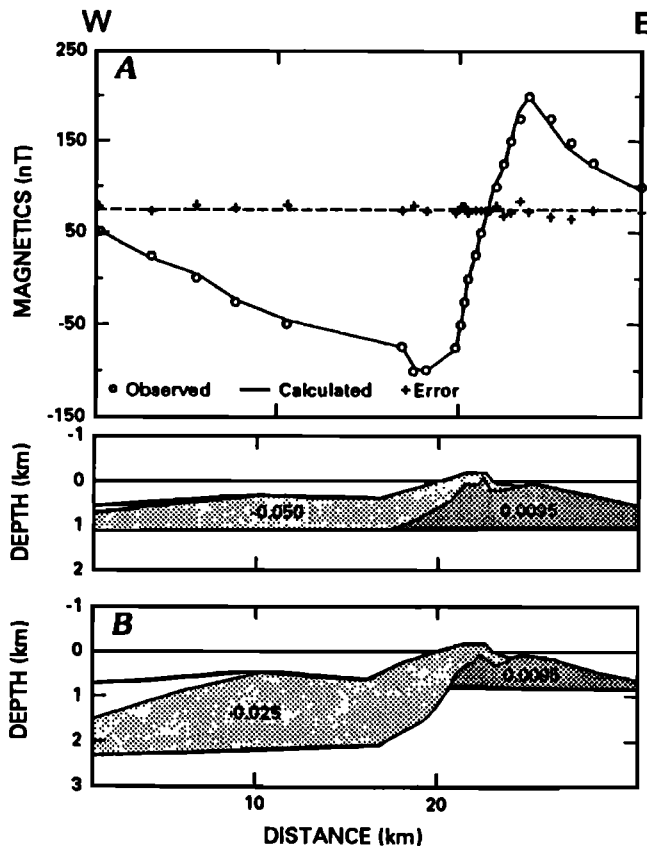 W E
250
A
150
50
-50
-150
MAGNETICS (nT)
Observed Calculated Error
-1
0
1
2
DEPTH (km)
-0.050 0.0095
-1
B
0
1
2
3
DEPTH (km)
-0.025 0.0095
10 20
DISTANCE (km)